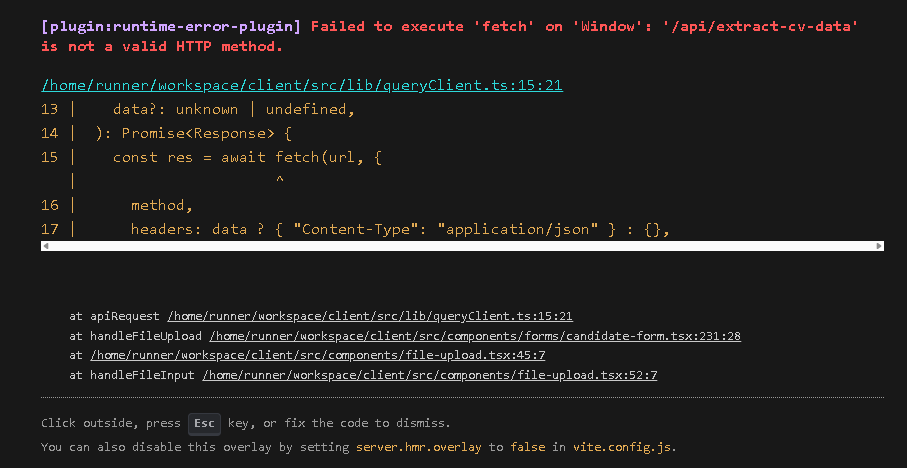 [plugin:runtime-error-plugin] Failed to execute 'fetch' on 'Window': '/api/extract-cv-data'
is not a valid HTTP method.
/home/runner/workspace/client/src/lib/queryClient.ts:15:21
13 |    data?: unknown | undefined,
14 |  ): Promise<Response> {
15 |    const res = await fetch(url, {
   |                      ^
16 |      method,
17 |      headers: data ? { "Content-Type": "application/json" } : {},
at apiRequest /home/runner/workspace/client/src/lib/queryClient.ts:15:21
at handleFileUpload /home/runner/workspace/client/src/components/forms/candidate-form.tsx:231:28
at /home/runner/workspace/client/src/components/file-upload.tsx:45:7
at handleFileInput /home/runner/workspace/client/src/components/file-upload.tsx:52:7
Click outside, press Esc key, or fix the code to dismiss.
You can also disable this overlay by setting server.hmr.overlay to false in vite.config.js.